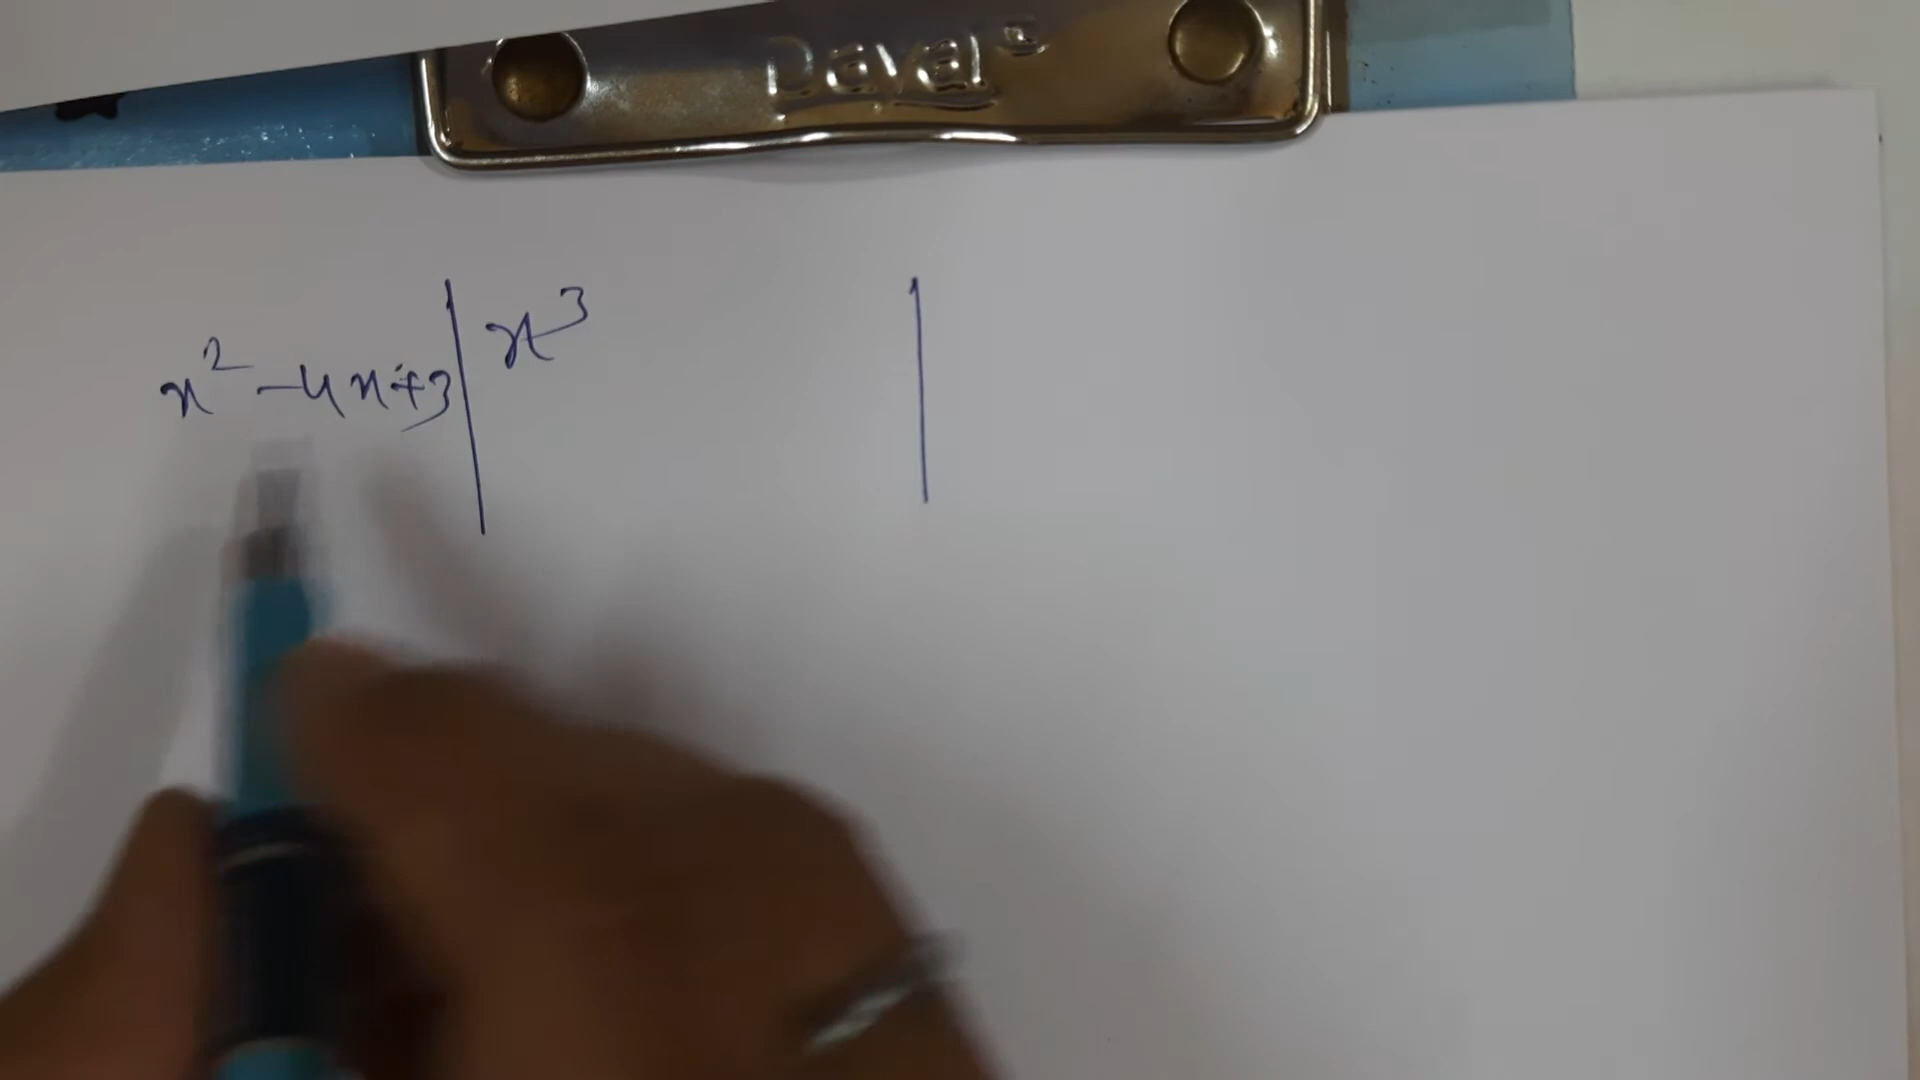 Dayal
x² - 4x + 3 | x³ |